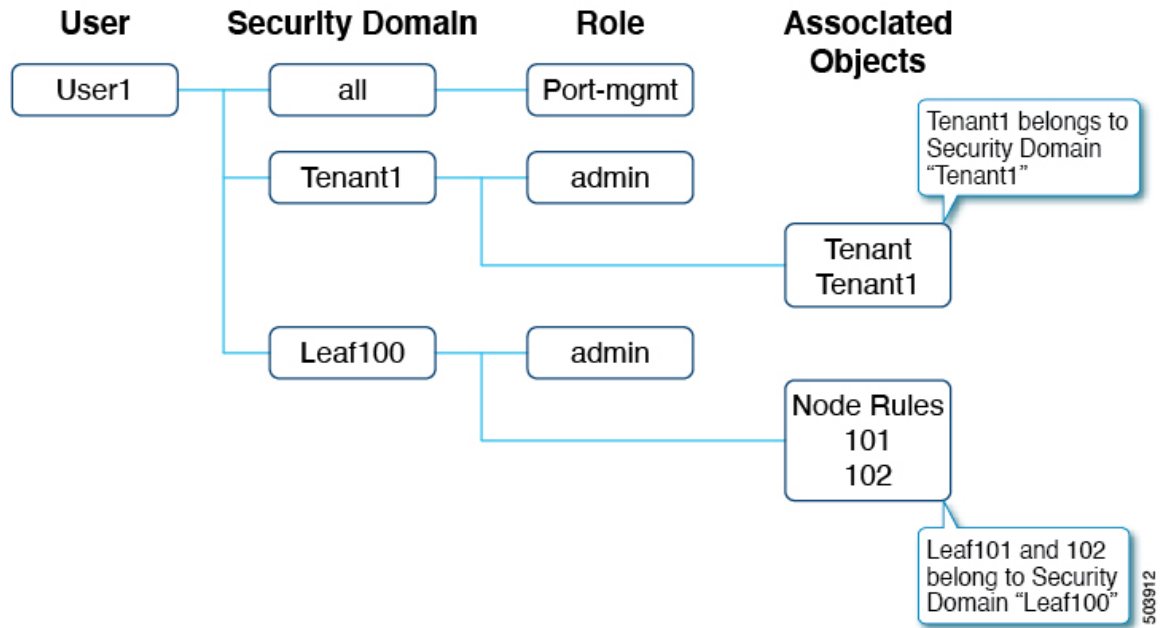 User Security Domain Role Associated
Objects
User1 all Port-mgmt
Tenant1 belongs to
Security Domain
“Tenant1”
Tenant1 admin
Tenant
Tenant1
Leaf100 admin
Node Rules
101
102
Leaf101 and 102
belong to Security
Domain “Leaf100”
503912